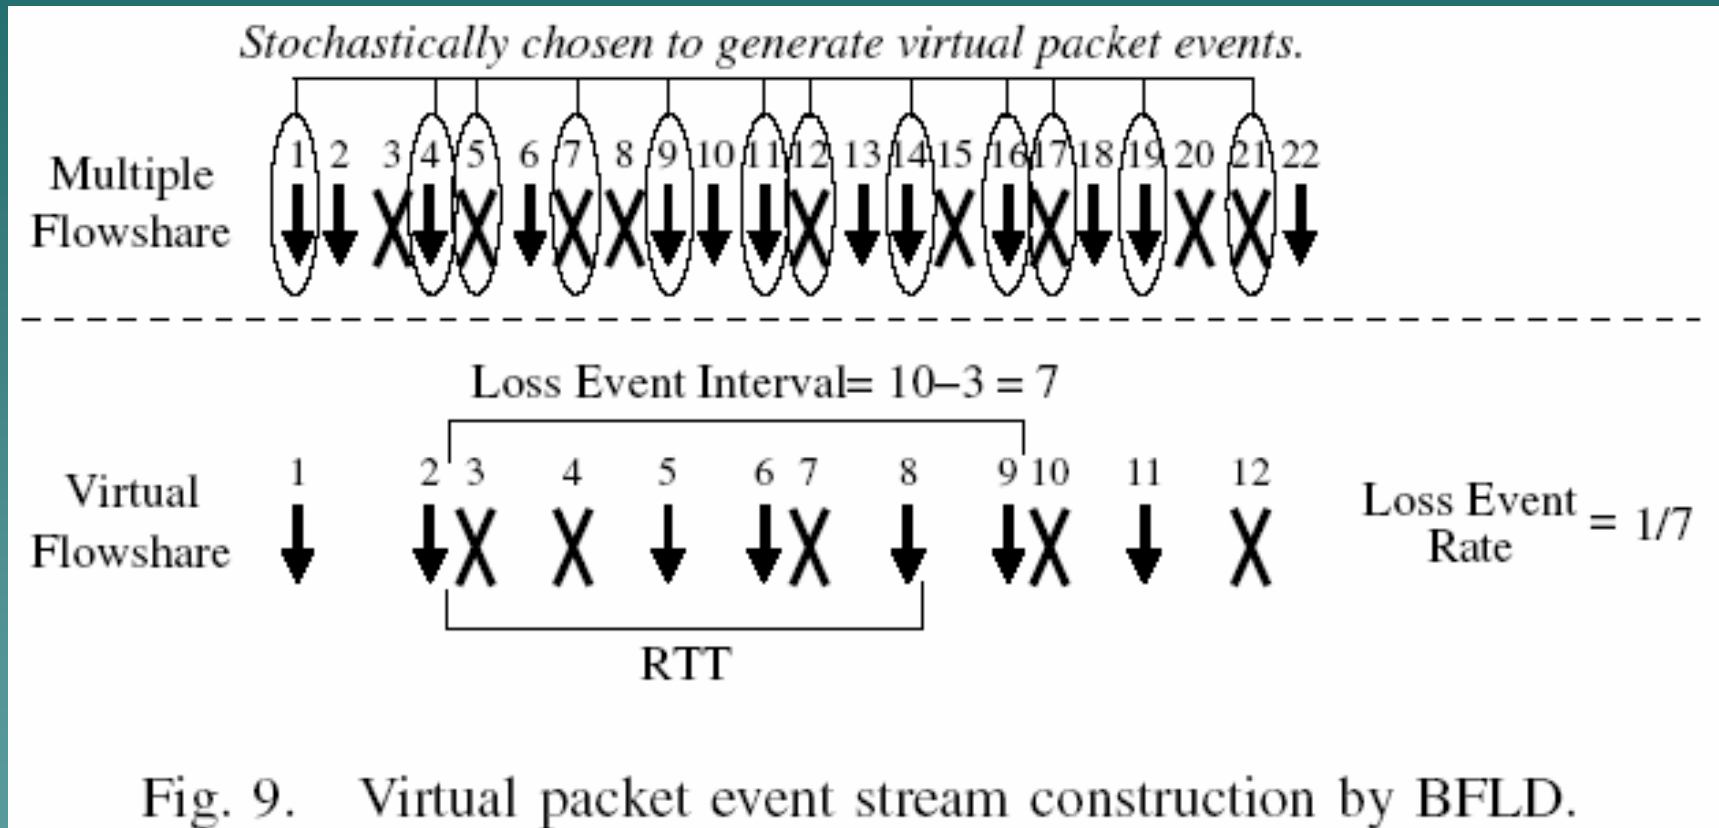 Stochastically chosen to generate virtual packet events.
1 2 3 4 5 6 7 8 9 10 11 12 13 14 15 16 17 18 19 20 21 22
Multiple
Flowshare
Loss Event Interval= 10–3 = 7
1 2 3 4 5 6 7 8 9 10 11 12
Virtual
Flowshare
Loss Event
Rate
= 1/7
RTT
Fig. 9. Virtual packet event stream construction by BFLD.